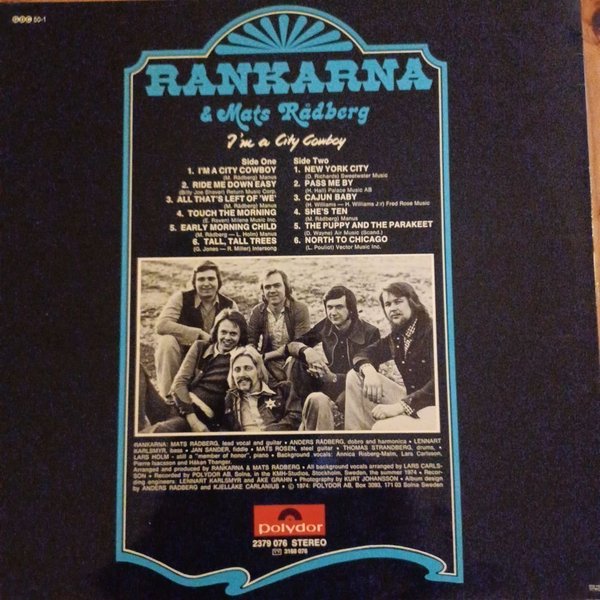 GDC 50-1
RANKARNA
& Mats Rådberg
I'm a City Cowboy
Side One
1. I'M A CITY COWBOY
(M. Rådberg) Manus
2. RIDE ME DOWN EASY
(Billy Joe Shaver) Return Music Corp.
3. ALL THAT'S LEFT OF 'WE'
(M. Rådberg) Manus
4. TOUCH THE MORNING
(E. Raven) Milene Music Inc.
5. EARLY MORNING CHILD
(M. Rådberg — L. Holm) Manus
6. TALL, TALL TREES
(G. Jones — R. Miller) Intersong
Side Two
1. NEW YORK CITY
(D. Richards) Sweetwater Music
2. PASS ME BY
(H. Hall) Palace Music AB
3. CAJUN BABY
(H. Williams — H. Williams J:r) Fred Rose Music
4. SHE'S TEN
(M. Rådberg) Manus
5. THE PUPPY AND THE PARAKEET
(D. Wayne) Air Music (Scand.)
6. NORTH TO CHICAGO
(L. Pouliot) Vector Music Inc.
RANKARNA: MATS RÅDBERG, lead vocal and guitar • ANDERS RÅDBERG, dobro and harmonica • LENNART
KARLSMYR, bass • JAN SANDER, fiddle • MATS ROSEN, steel guitar • THOMAS STRANDBERG, drums,
LARS HOLM - still a "member of honor", piano • Background vocals: Annica Risberg-Malm, Lars Carlsson,
Pierre Isacsson and Håkan Thanger
Arranged and produced by RANKARNA & MATS RÅDBERG • All background vocals arranged by LARS CARLS-
SON • Recorded by POLYDOR AB, Solna, in the KMH-Studios, Stockholm, Sweden, the summer 1974 • Recor-
ding engineers: LENNART KARLSMYR and ÅKE GRAHN • Photography by KURT JOHANSSON • Album design
by ANDERS RÅDBERG and KJELLÅKE CARLANIUS • © 1974: POLYDOR AB, Box 3093, 171 03 Solna Sweden
polydor
2379 076 STEREO
3188 076